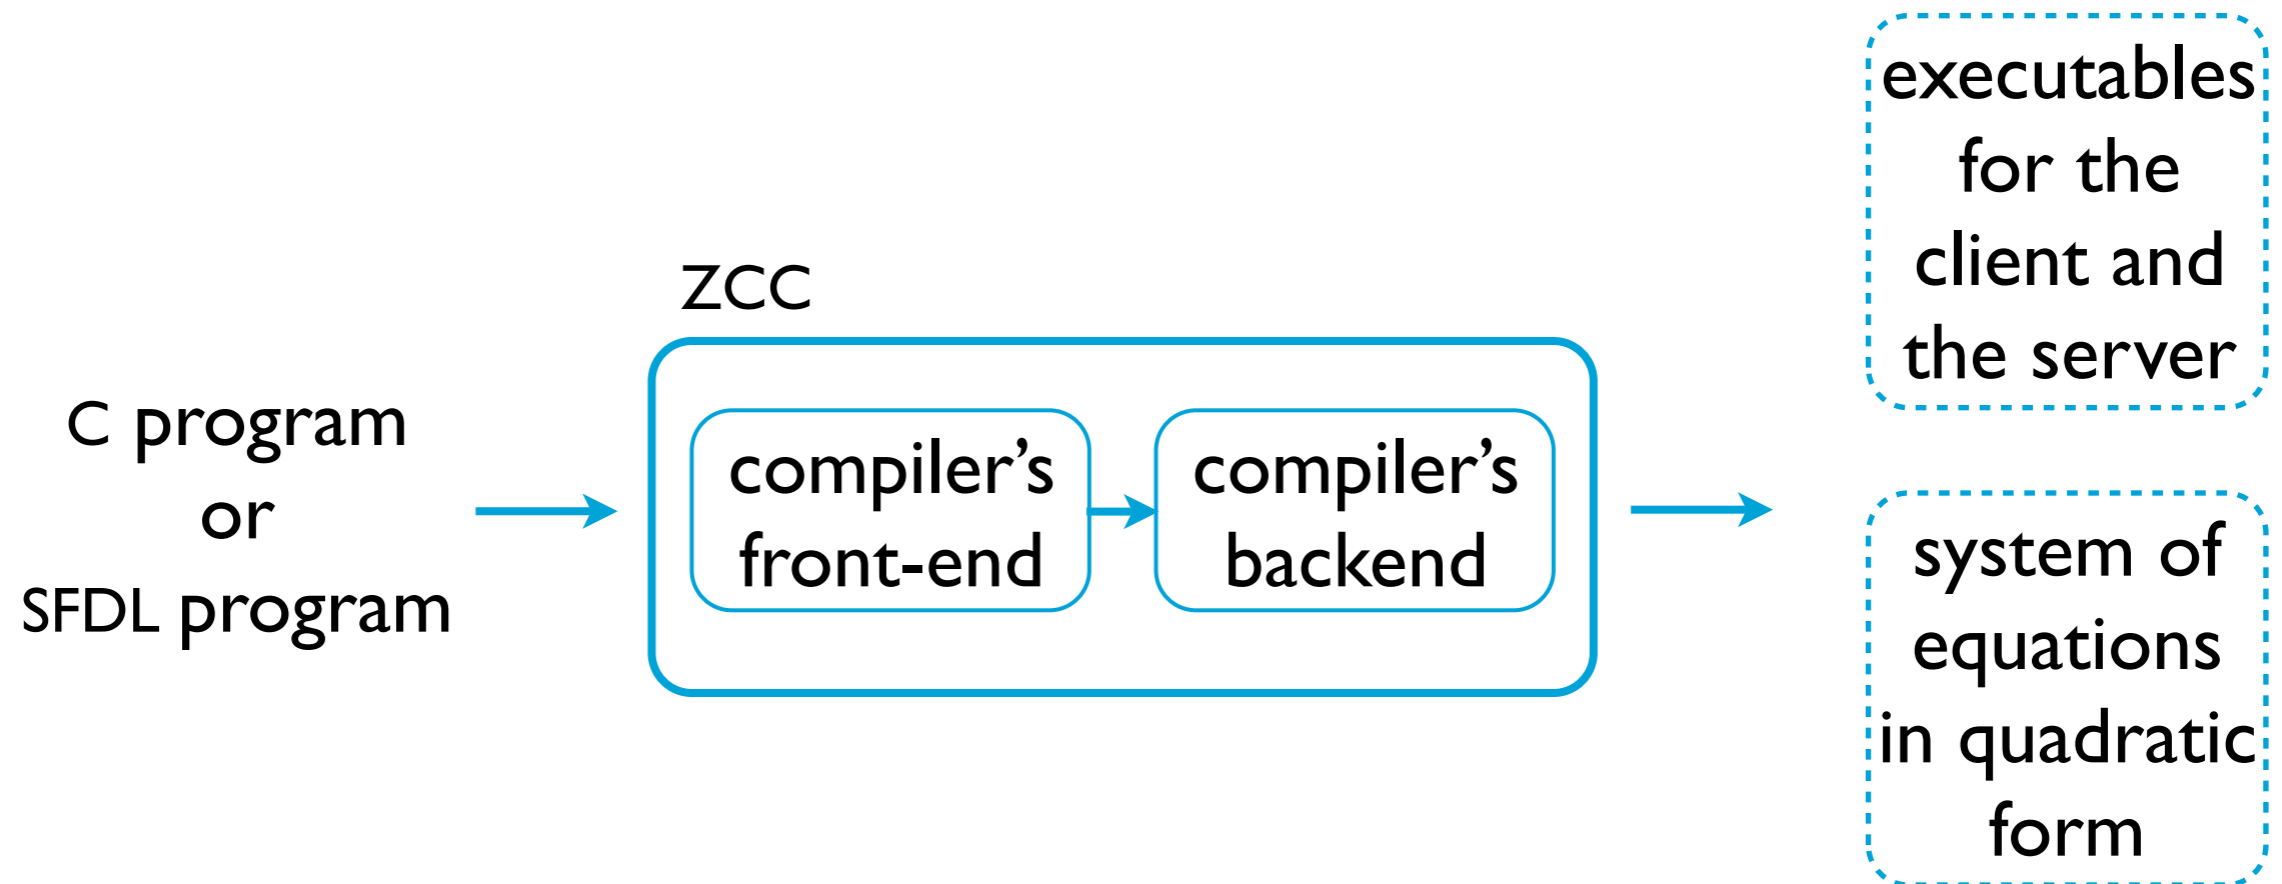 C program
or
SFDL program
ZCC
compiler’s
front-end
compiler’s
backend
executables
for the
client and
the server
system of
equations
in quadratic
form